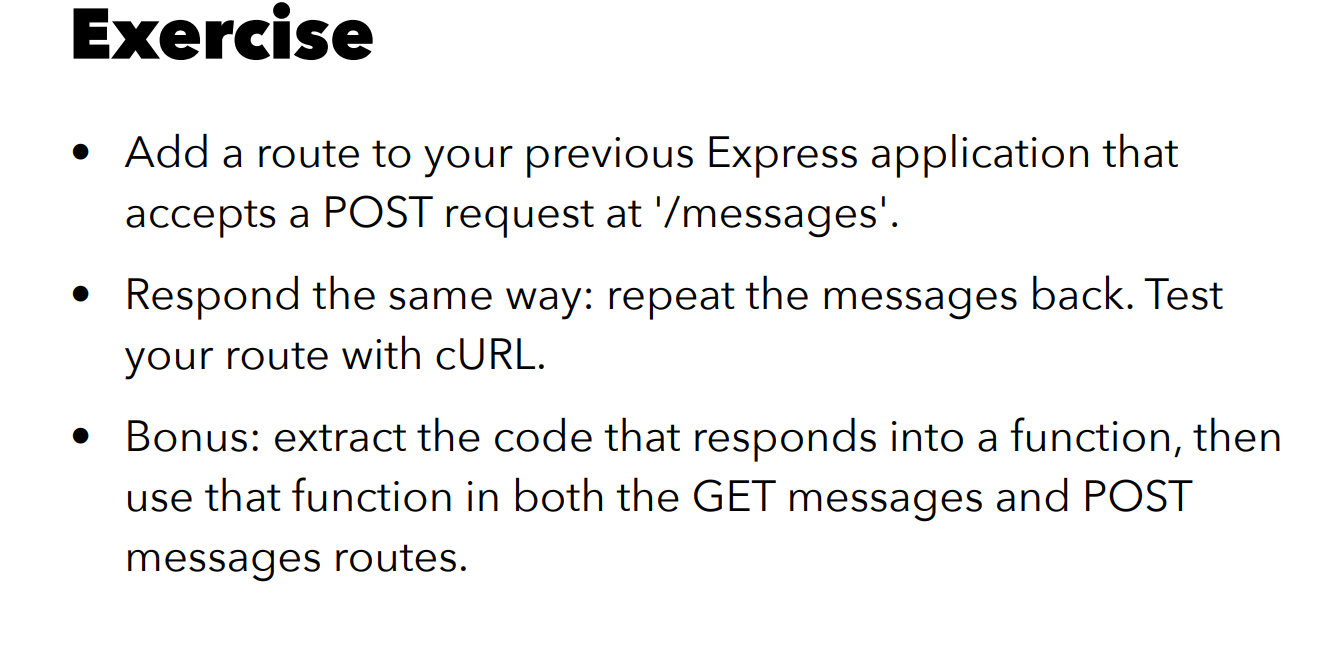 Exercise
• Add a route to your previous Express application that
accepts a POST request at '/messages'.
• Respond the same way: repeat the messages back. Test
your route with cURL.
• Bonus: extract the code that responds into a function, then
use that function in both the GET messages and POST
messages routes.